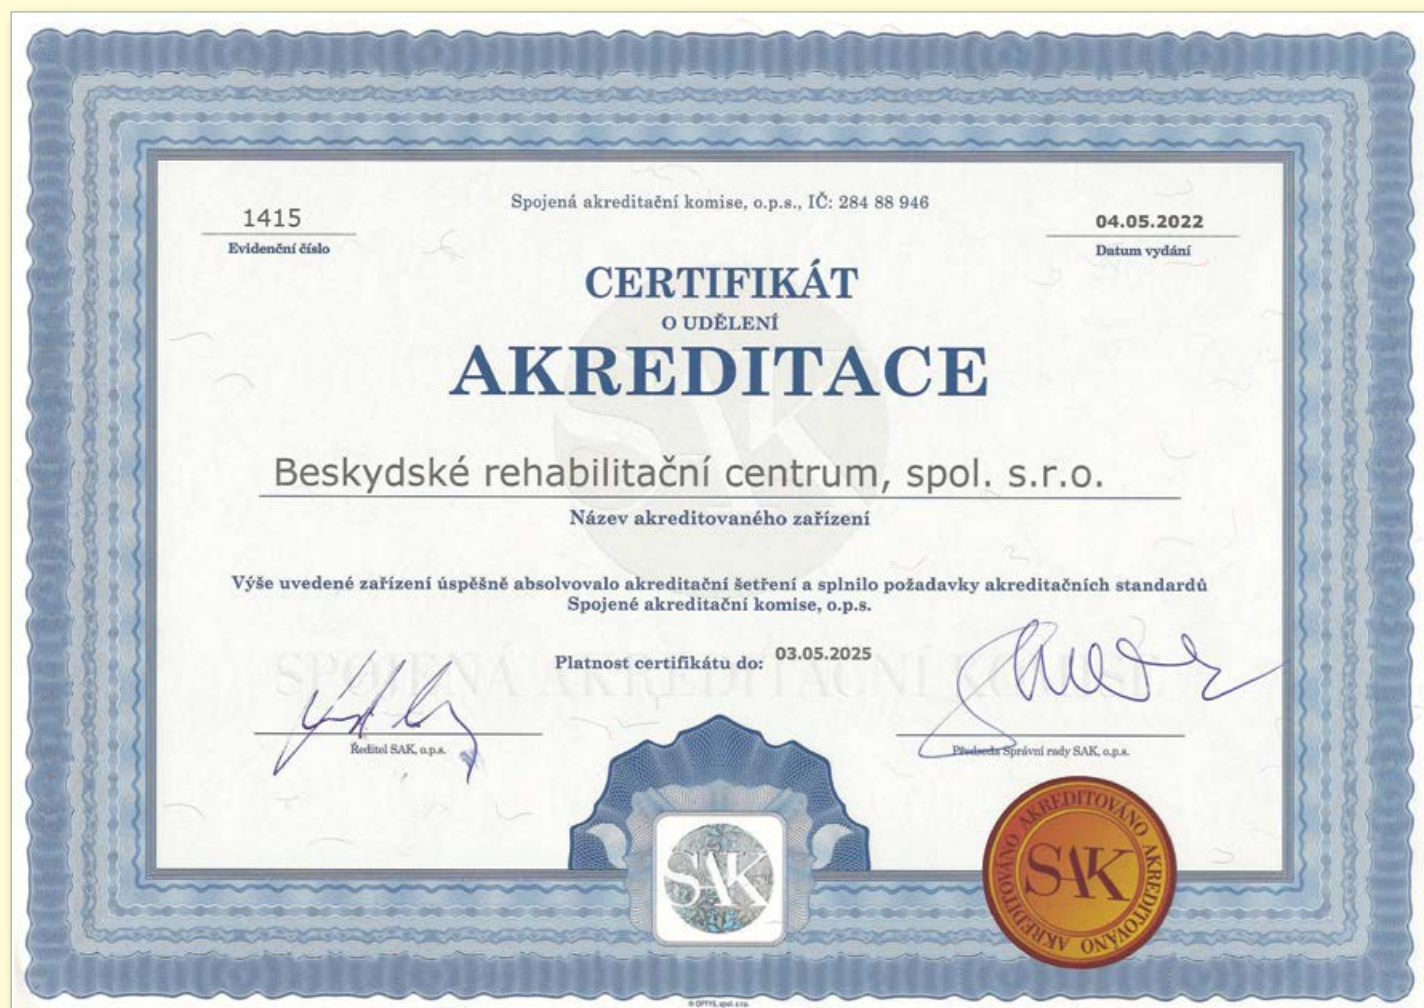 Spojená akreditační komise, o.p.s., IČ: 284 88 946
1415
Evidenční číslo
04.05.2022
Datum vydání
CERTIFIKÁT
O UDĚLENÍ
AKREDITACE
Beskydské rehabilitační centrum, spol. s.r.o.
Název akreditovaného zařízení
Výše uvedené zařízení úspěšně absolvovalo akreditační šetření a splnilo požadavky akreditačních standardů
Spojené akreditační komise, o.p.s.
Platnost certifikátu do: 03.05.2025
SPOJENÁ AKREDITAČNÍ KOMISE
Ředitel SAK, o.p.s.
Předseda Správní rady SAK, o.p.s.
SAK
AKREDITOVÁNO AKREDITOVÁNO AKREDITOVÁNO
SAK
© OPTYS, spol. s r.o.